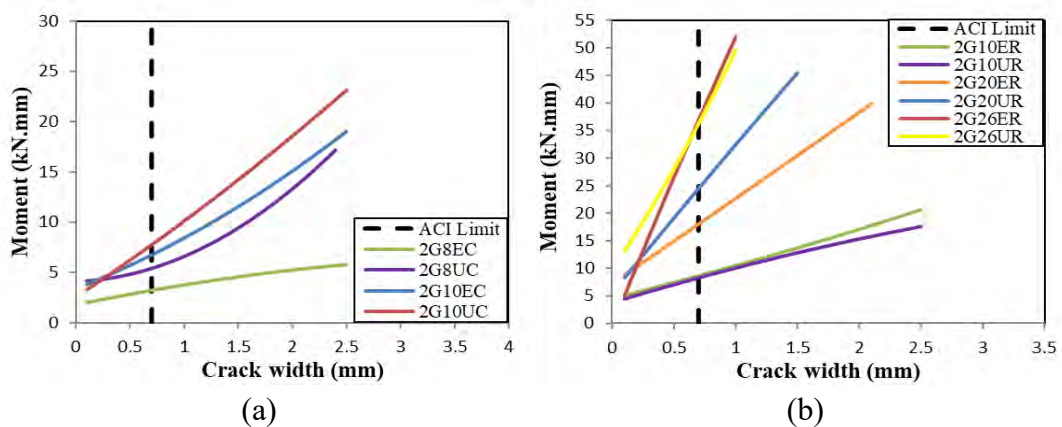 30
25
20
15
10
5
0
Moment (kN.mm)
ACI Limit
2G8EC
2G8UC
2G10EC
2G10UC
0 0.5 1 1.5 2 2.5 3 3.5 4
Crack width (mm)
(a)
55
50
45
40
35
30
25
20
15
10
5
0
Moment (kN.mm)
ACI Limit
2G10ER
2G10UR
2G20ER
2G20UR
2G26ER
2G26UR
0 0.5 1 1.5 2 2.5 3 3.5
Crack width (mm)
(b)